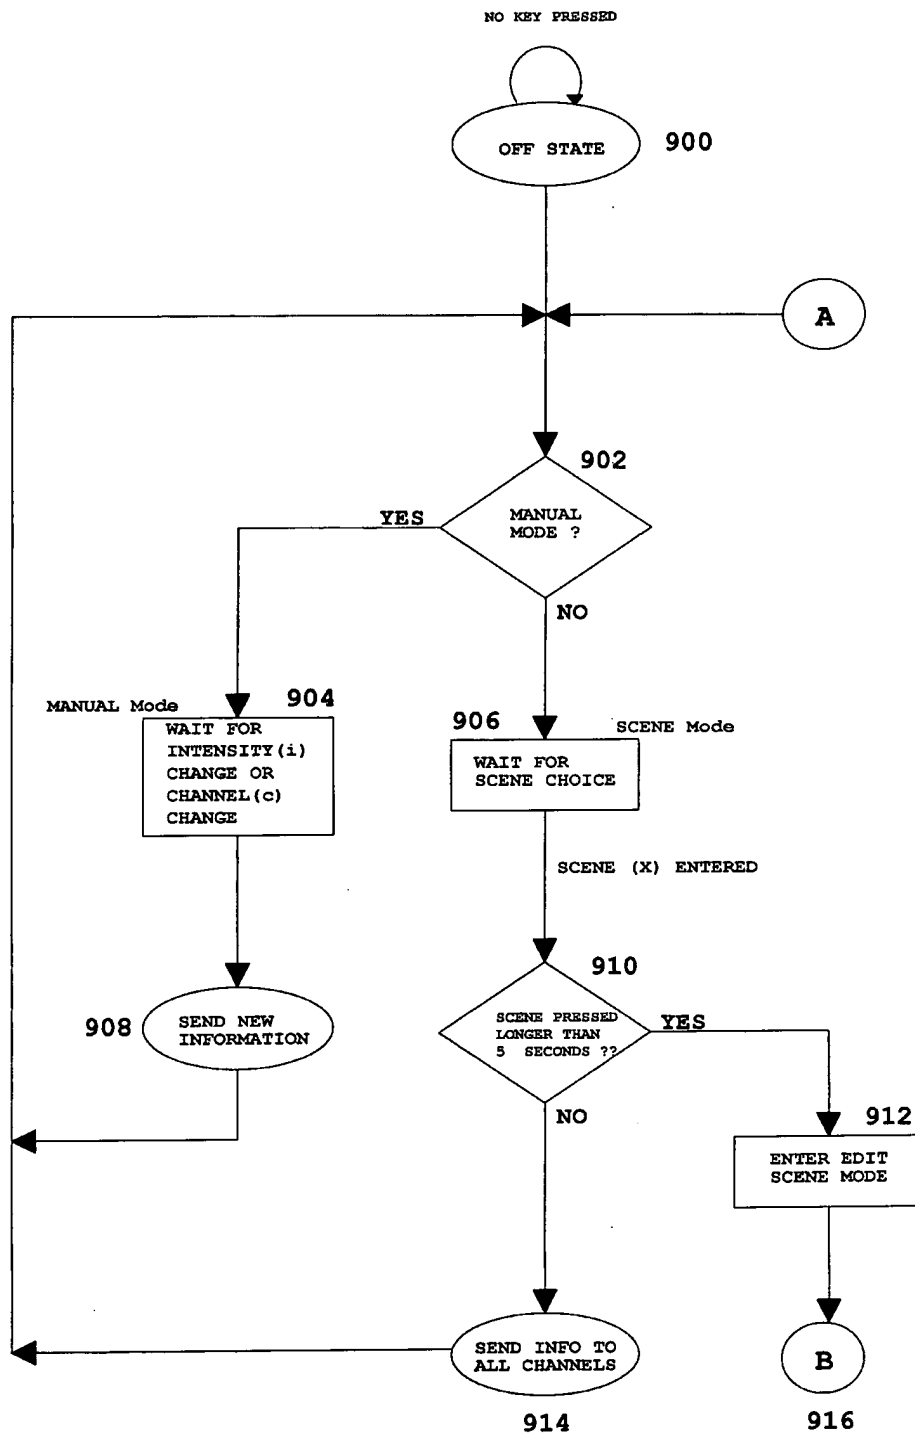 NO KEY PRESSED
OFF STATE
900
A
902
MANUAL
MODE ?
YES
NO
MANUAL Mode
904
WAIT FOR
INTENSITY(i)
CHANGE OR
CHANNEL(c)
CHANGE
906
SCENE Mode
WAIT FOR
SCENE CHOICE
SCENE (X) ENTERED
910
SCENE PRESSED
LONGER THAN
5 SECONDS ??
YES
NO
908
SEND NEW
INFORMATION
912
ENTER EDIT
SCENE MODE
SEND INFO TO
ALL CHANNELS
914
B
916